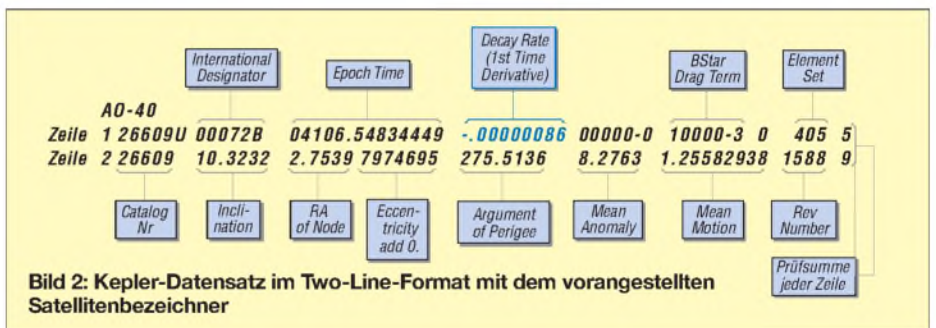 Decay Rate
(1st Time
Derivative)
International
Designator
Epoch Time
BStar
Drag Term
Element
Set
AO-40
Zeile 1 26609U 00072B 04106.54834449 -.00000086 00000-0 10000-3 0 405 5
Zeile 2 26609 10.3232 2.7539 7974695 275.5136 8.2763 1.25582938 1588 9
Catalog
Nr
Incli-
nation
RA
of Node
Eccen-
tricity
add 0.
Argument
of Perigee
Mean
Anomaly
Mean
Motion
Rev
Number
Prüfsumme
jeder Zeile
Bild 2: Kepler-Datensatz im Two-Line-Format mit dem vorangestellten
Satellitenbezeichner